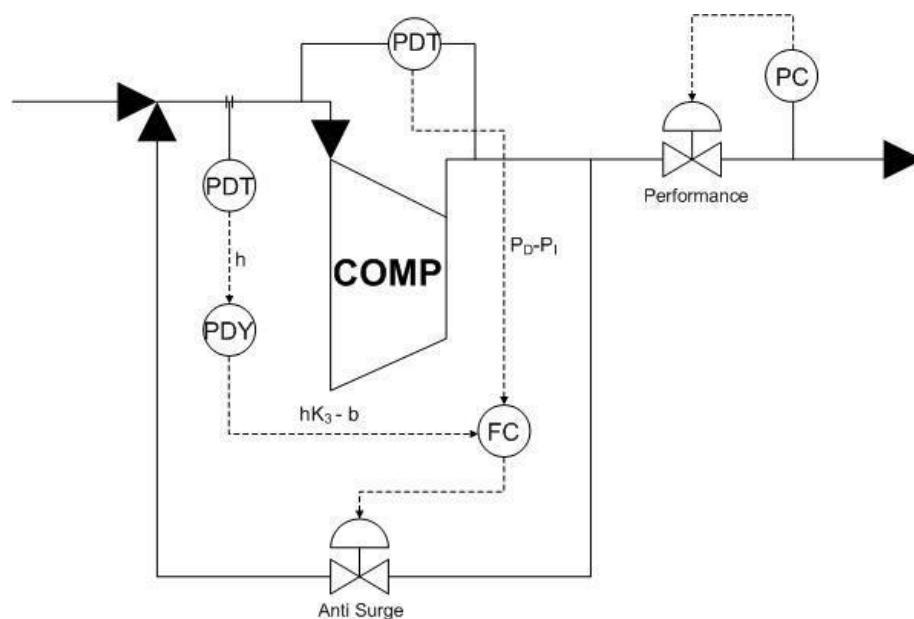 PDT
PC
PDT
Performance
h
P_D-P_I
COMP
PDY
hK_3 - b
FC
Anti Surge